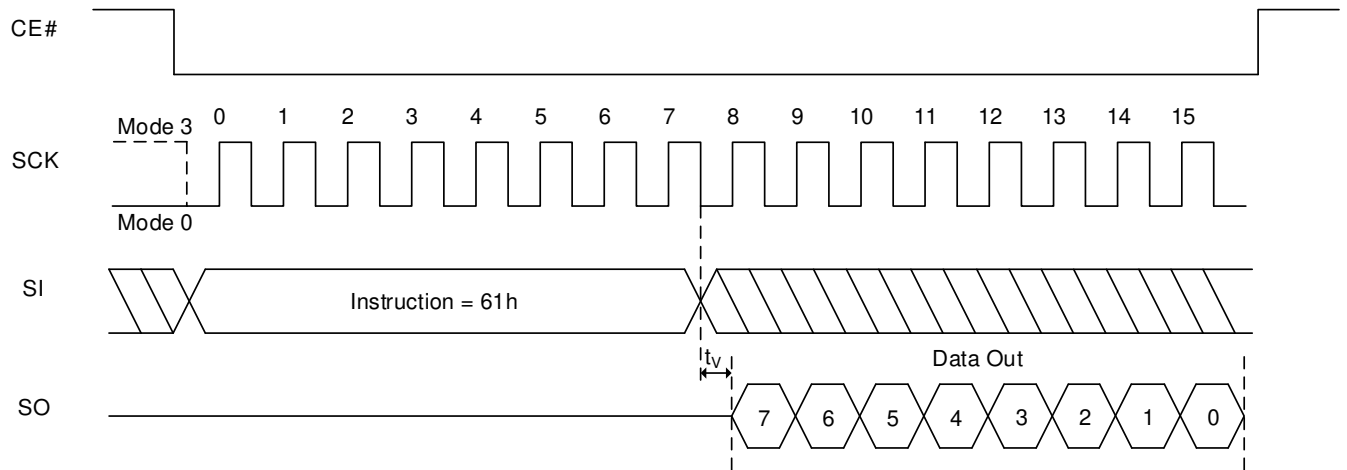 CE#
0 1 2 3 4 5 6 7 8 9 10 11 12 13 14 15
Mode 3
SCK
Mode 0
SI
Instruction = 61h
tV
Data Out
SO
7 6 5 4 3 2 1 0